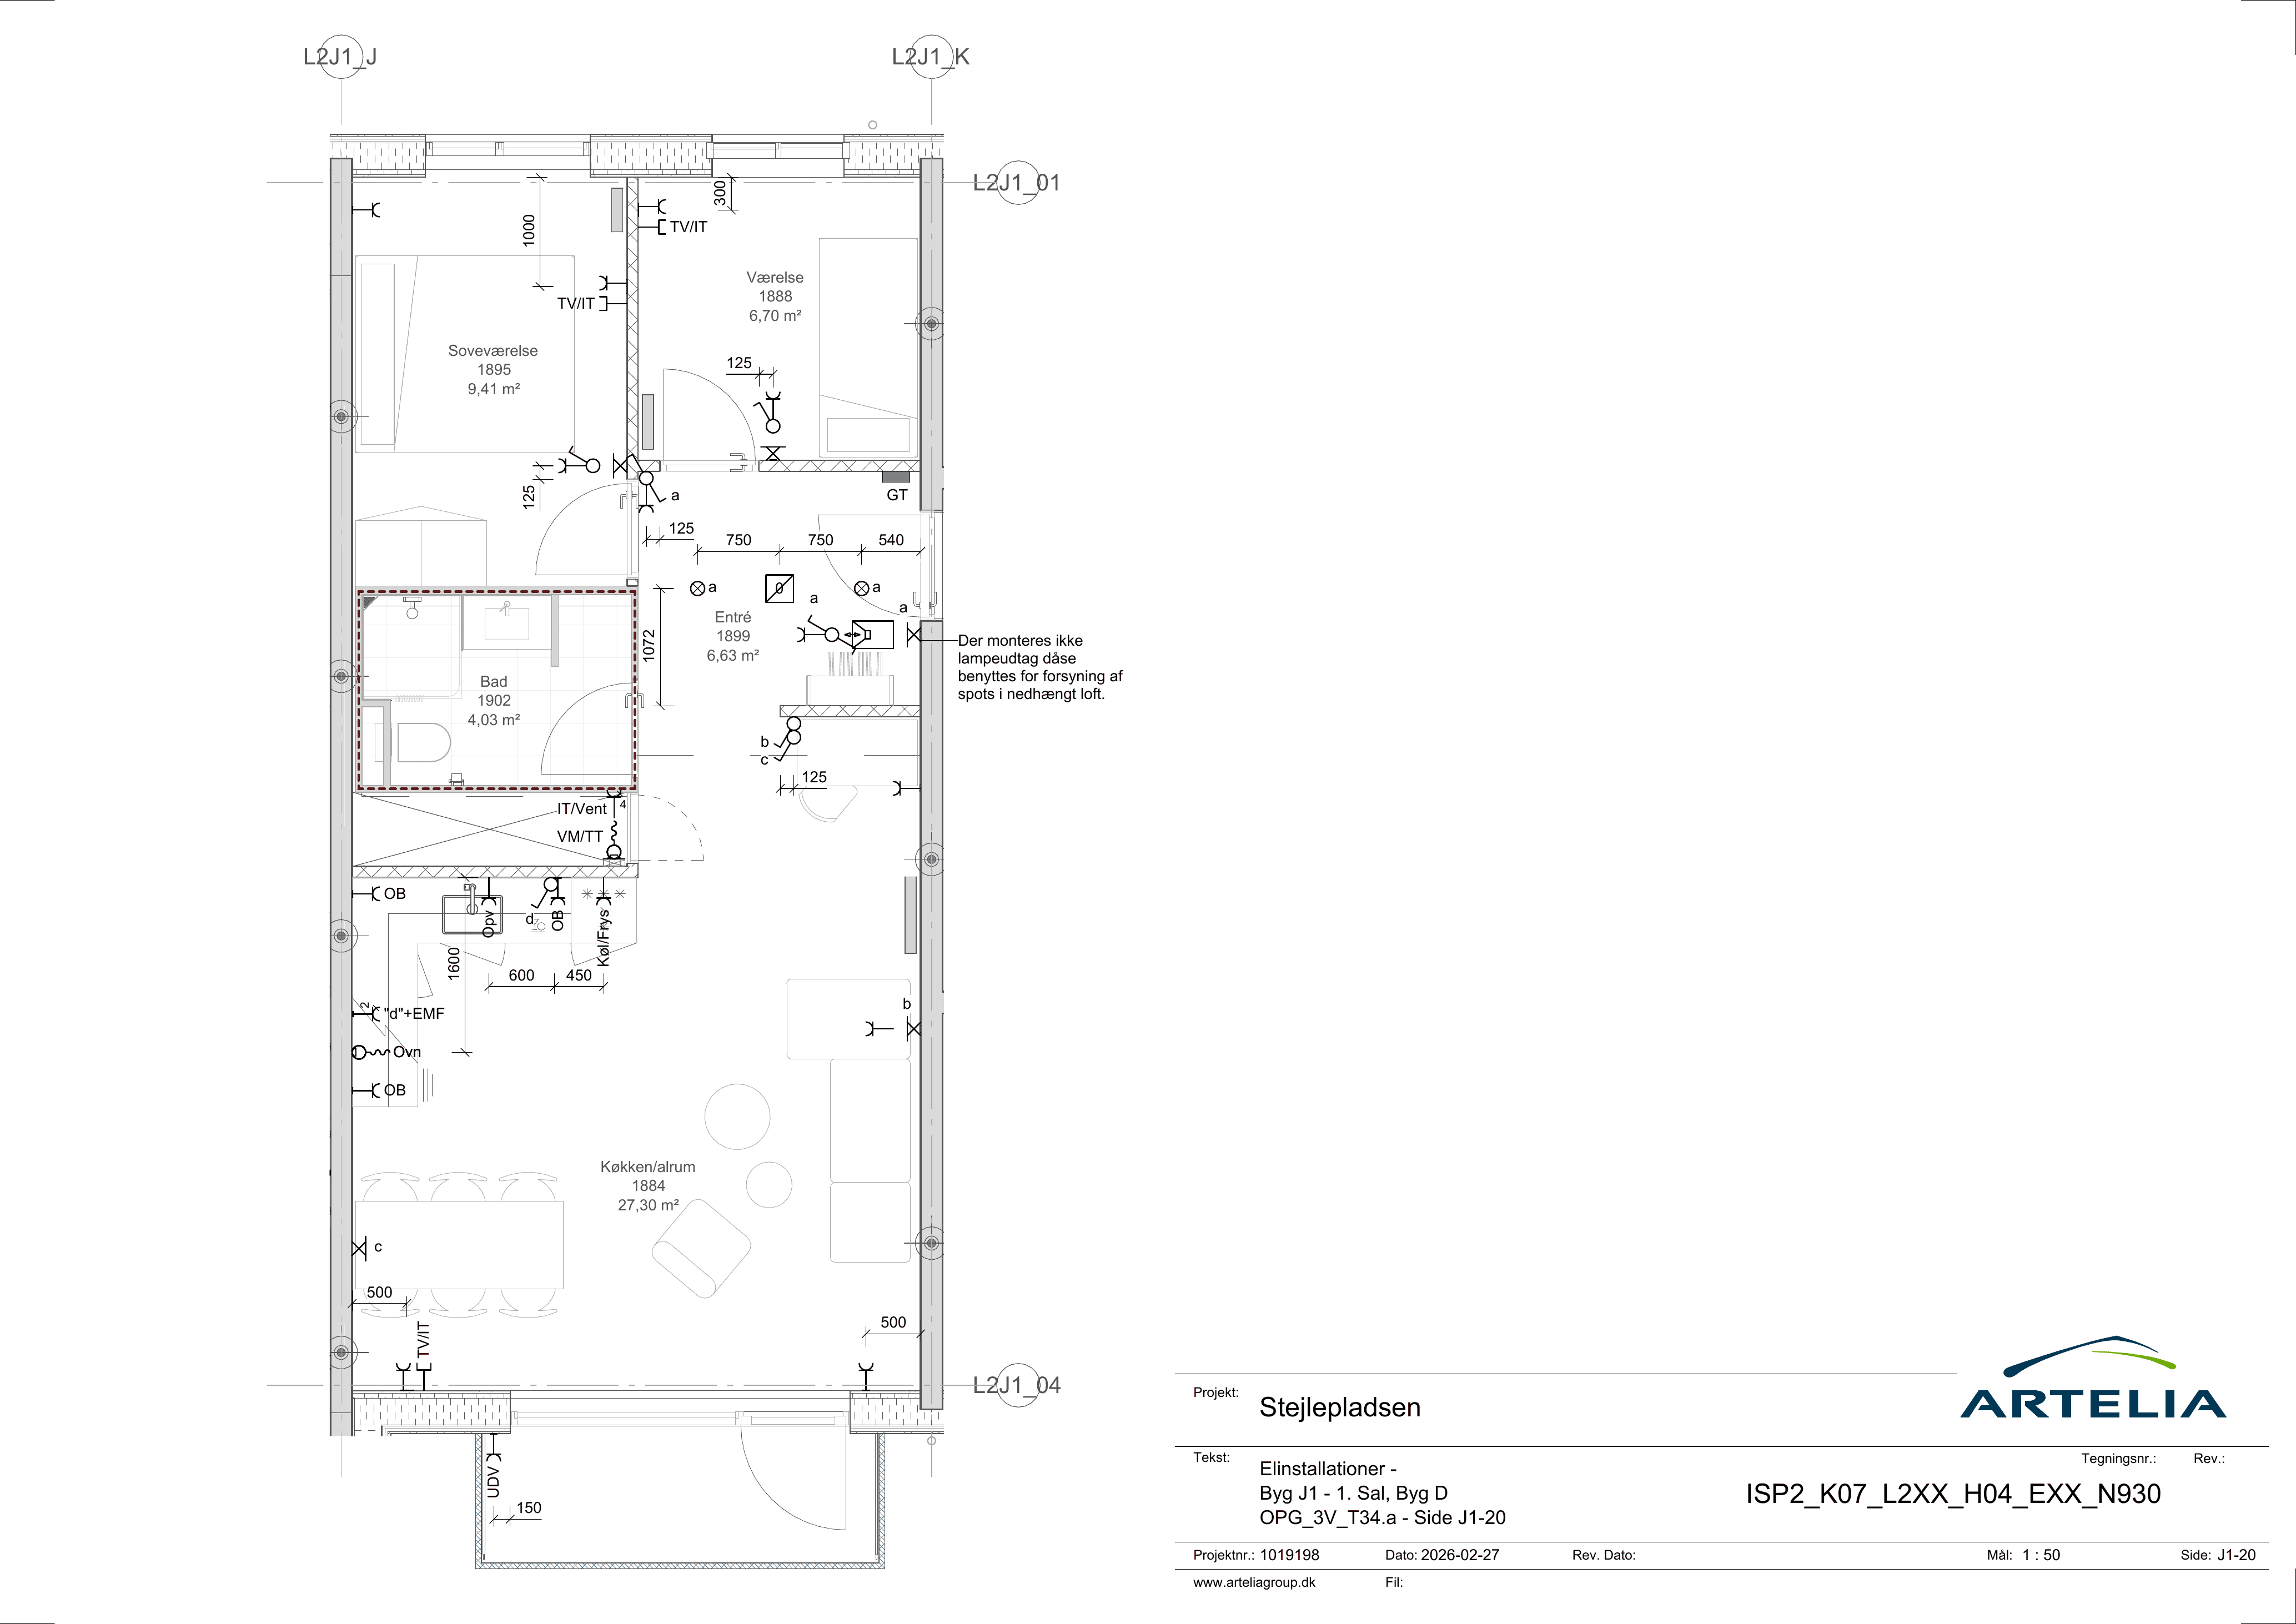 L2J1_J
L2J1_K
L2J1_01
300
1000
TV/IT
TV/IT
Værelse
1888
6,70 m²
Soveværelse
1895
9,41 m²
125
125
a
GT
125
750
750
540
a
0
a
a
a
Entré
1899
6,63 m²
1072
Der monteres ikke
lampeudtag dåse
benyttes for forsyning af
spots i nedhængt loft.
Bad
1902
4,03 m²
b
c
125
IT/Vent
4
VM/TT
OB
Opv
d
OB
Køl/Frys
1600
600
450
2
"d"+EMF
b
Ovn
OB
Køkken/alrum
1884
27,30 m²
c
500
TV/IT
500
L2J1_04
UDV
150
ARTELIA
Projekt:
Stejlepladsen
Tekst:
Elinstallationer -
Byg J1 - 1. Sal, Byg D
OPG_3V_T34.a - Side J1-20
Tegningsnr.:
Rev.:
ISP2_K07_L2XX_H04_EXX_N930
Projektnr.: 1019198
Dato: 2026-02-27
Rev. Dato:
Mål: 1 : 50
Side: J1-20
www.arteliagroup.dk
Fil: